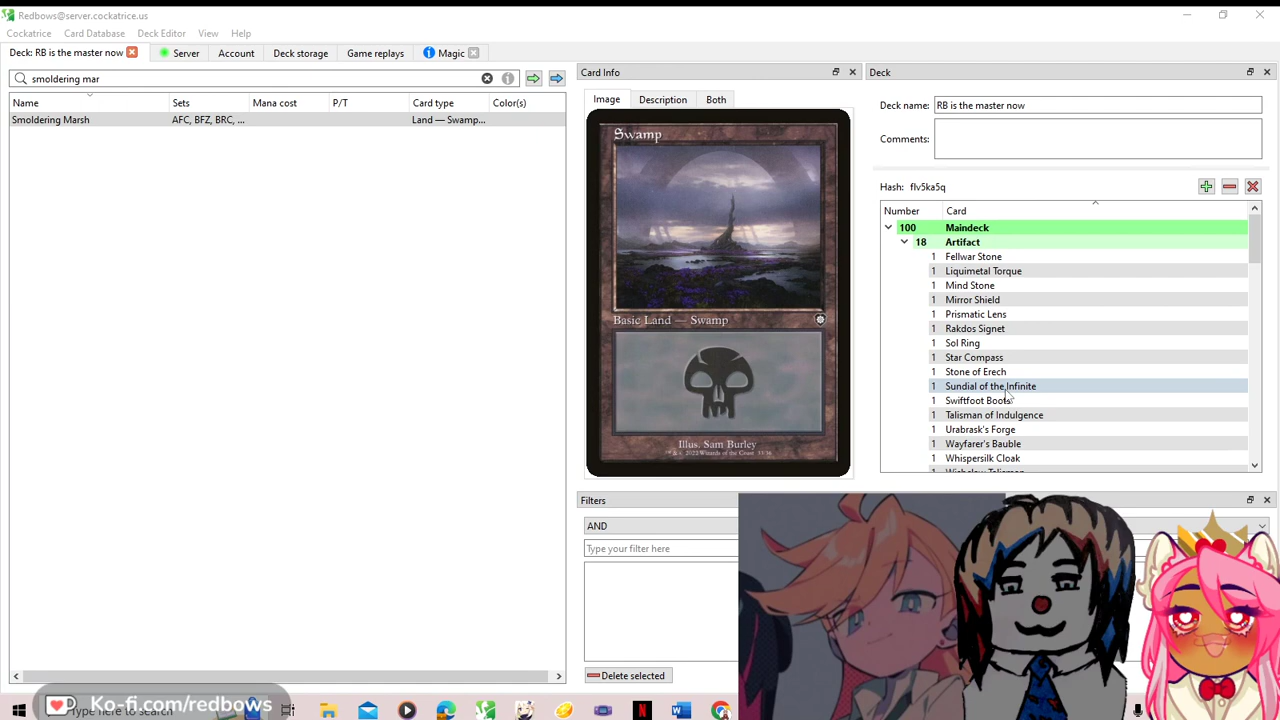 Redbows@server.cockatrice.us
Cockatrice Card Database Deck Editor View Help
Deck: RB is the master now Server Account Deck storage Game replays Magic
smoldering mar
Name Sets Mana cost P/T Card type Color(s)
Smoldering Marsh AFC, BFZ, BRC, ... Land — Swamp...
Card Info
Image Description Both
Swamp
Basic Land — Swamp
Illus. Sam Burley
Deck
Deck name: RB is the master now
Comments:
Hash: flv5ka5q
Number Card
100 Maindeck
18 Artifact
1 Fellwar Stone
1 Liquimetal Torque
1 Mind Stone
1 Mirror Shield
1 Prismatic Lens
1 Rakdos Signet
1 Sol Ring
1 Star Compass
1 Stone of Erech
1 Sundial of the Infinite
1 Swiftfoot Boots
1 Talisman of Indulgence
1 Urabrask's Forge
1 Wayfarer's Bauble
1 Whispersilk Cloak
Filters
AND
Type your filter here
Delete selected
Type here to search
Ko-fi.com/redbows